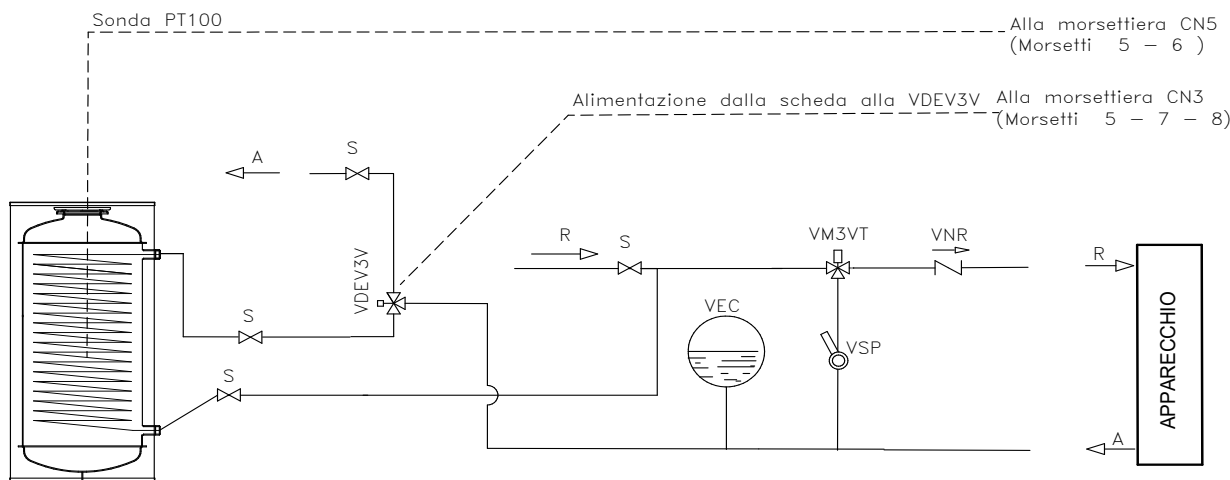 Sonda PT100
Alla morsettiera CN5
(Morsetti 5 - 6 )
Alimentazione dalla scheda alla VDEV3V
Alla morsettiera CN3
(Morsetti 5 - 7 - 8)
A
S
R
S
VM3VT
VNR
R
VDEV3V
S
VEC
VSP
S
APPARECCHIO
A